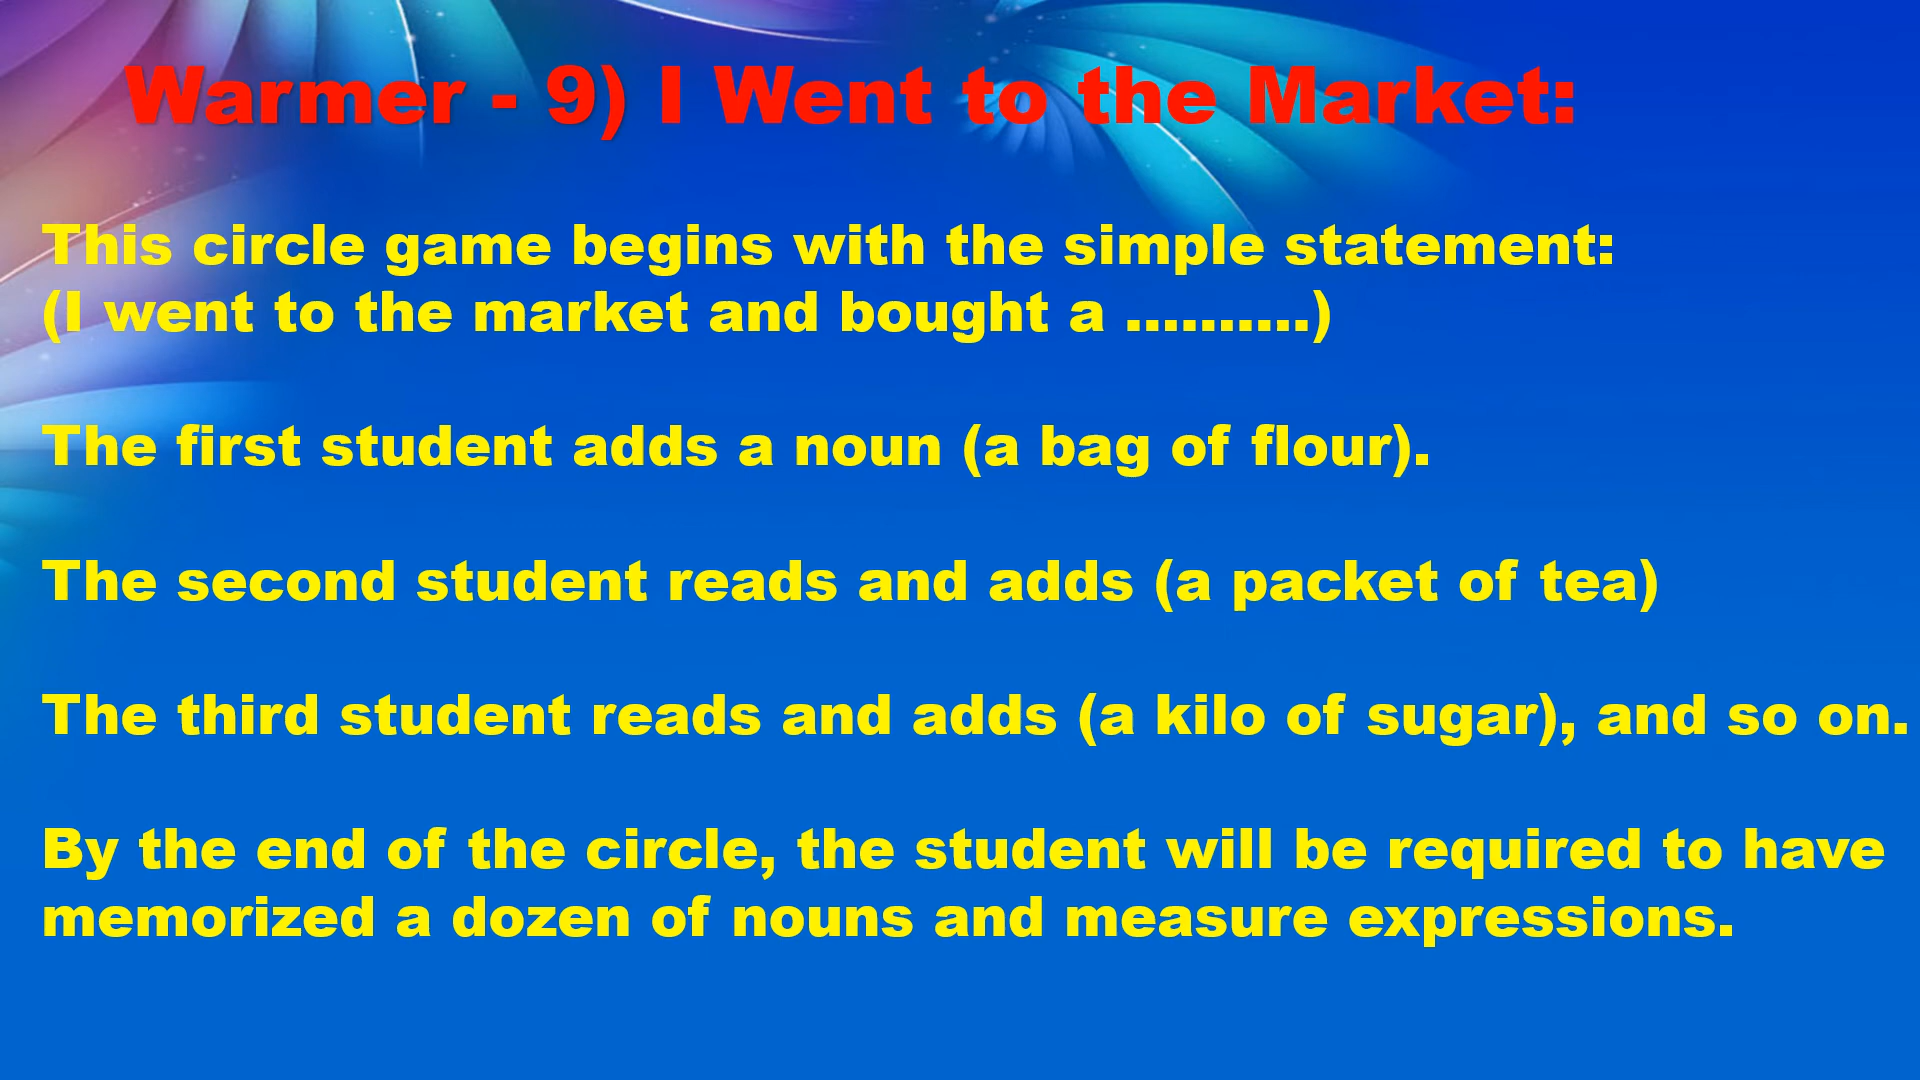 Warmer - 9) I Went to the Market:
This circle game begins with the simple statement:
(I went to the market and bought a ..........)
The first student adds a noun (a bag of flour).
The second student reads and adds (a packet of tea)
The third student reads and adds (a kilo of sugar), and so on.
By the end of the circle, the student will be required to have
memorized a dozen of nouns and measure expressions.